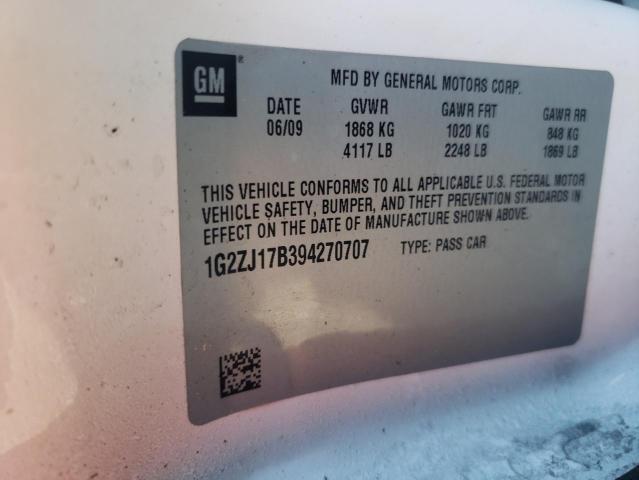 GM®
MFD BY GENERAL MOTORS CORP.
DATE GVWR GAWR FRT GAWR RR
06/09 1868 KG 1020 KG 848 KG
4117 LB 2248 LB 1869 LB
THIS VEHICLE CONFORMS TO ALL APPLICABLE U.S. FEDERAL MOTOR
VEHICLE SAFETY, BUMPER, AND THEFT PREVENTION STANDARDS IN
EFFECT ON THE DATE OF MANUFACTURE SHOWN ABOVE.
1G2ZJ17B394270707 TYPE: PASS CAR